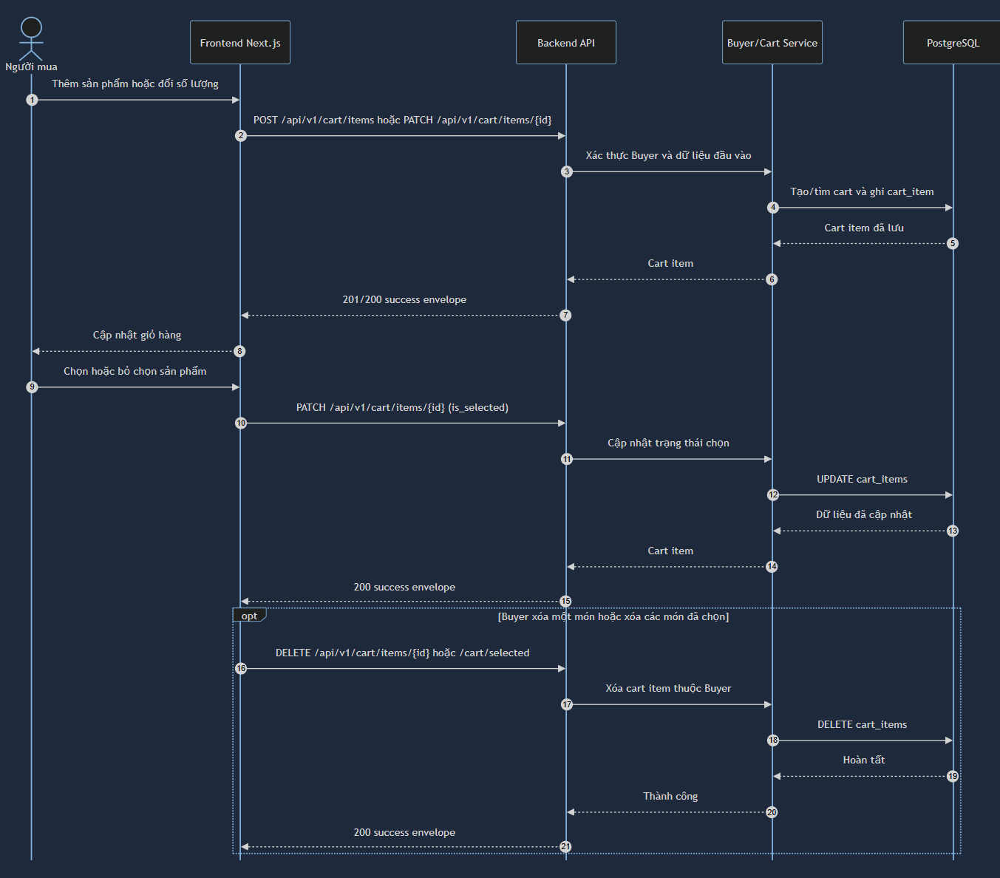 Người mua
Frontend Next.js
Backend API
Buyer/Cart Service
PostgreSQL
Thêm sản phẩm hoặc đổi số lượng
1
POST /api/v1/cart/items hoặc PATCH /api/v1/cart/items/{id}
2
Xác thực Buyer và dữ liệu đầu vào
3
Tạo/tìm cart và ghi cart_item
4
Cart item đã lưu
5
Cart item
6
201/200 success envelope
7
Cập nhật giỏ hàng
8
Chọn hoặc bỏ chọn sản phẩm
9
PATCH /api/v1/cart/items/{id} (is_selected)
10
Cập nhật trạng thái chọn
11
UPDATE cart_items
12
Dữ liệu đã cập nhật
13
Cart item
14
200 success envelope
15
opt
[Buyer xóa một món hoặc xóa các món đã chọn]
DELETE /api/v1/cart/items/{id} hoặc /cart/selected
16
Xóa cart item thuộc Buyer
17
DELETE cart_items
18
Hoàn tất
19
Thành công
20
200 success envelope
21